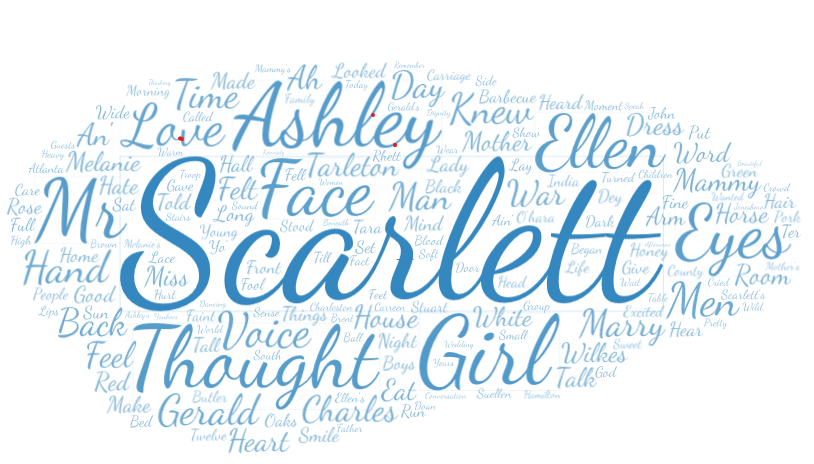 Thinking Mammy's Ah Looked Remember
Morning Time Made Family Today Day Carriage Side
Wide Called Ashley Gerald's Dignity Knew Barbecue Heard Moment Speak
An' Love Rhett Wear Mother Show Ellen Dress John Put
Guests Heavy Warm Hall Fell Tarleton Lady Lay Word Beautiful
Atlanta Melanie Troop Felt Face Women Man Black War India Turned Children Mammy Green Crowd
Care Hate Gave Told Sound Long Dey Fine Wanted Hair
Rose Mr Sat Stairs Stood Tara Mind Ain' O'hara Dark Arm Horse Pork
Full Young Yo' Blood Eyes Ter
High Brown Melanie's Scarlett Set Soft Began Honey
Home Lace Front Till Fact Door Life Give County Room Mother's
Hand Miss Fool Head Wait Cried
People Good Hurt Feel Table Men Scarlett's
Lips Sun Ashley's Yankees Dancing Sense Charleston Carreen Stuart Group Excited Wild
Back Faint Things Brent House White Marry Hear Pretty
World Voice Ball Night Small
Feel Tall South Thought Boys Wedding Girl Wilkes Sweet
Red Years Talk God
Make Butler Ellen's Eat Conversation Suellen Hamilton
Bed Gerald Oaks Charles Run Doan
Twelve Heart Smile Father